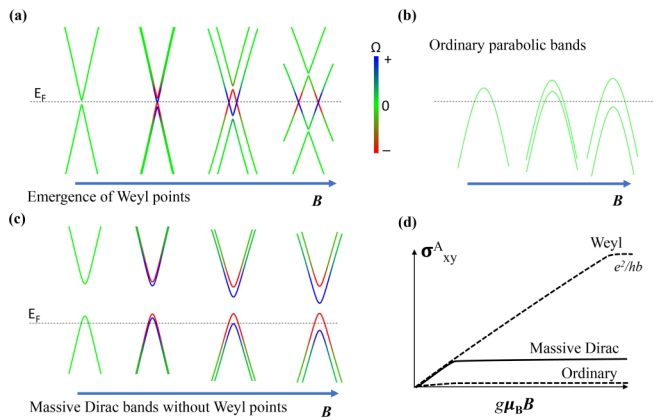 (a)
E_F
Emergence of Weyl points
B
Ω
+
0
−
(b)
Ordinary parabolic bands
B
(c)
E_F
Massive Dirac bands without Weyl points
B
(d)
σ^A_xy
Weyl
e²/hb
Massive Dirac
Ordinary
gμ_B B